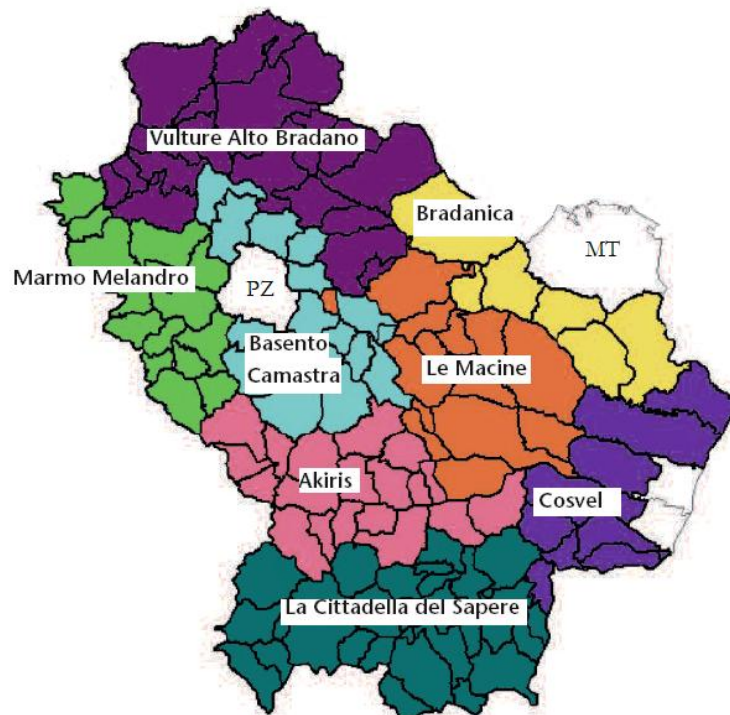 Vulture Alto Bradano
Bradanica
MT
Marmo Melandro
PZ
Basento
Camastra
Le Macine
Akiris
Cosvel
La Cittadella del Sapere